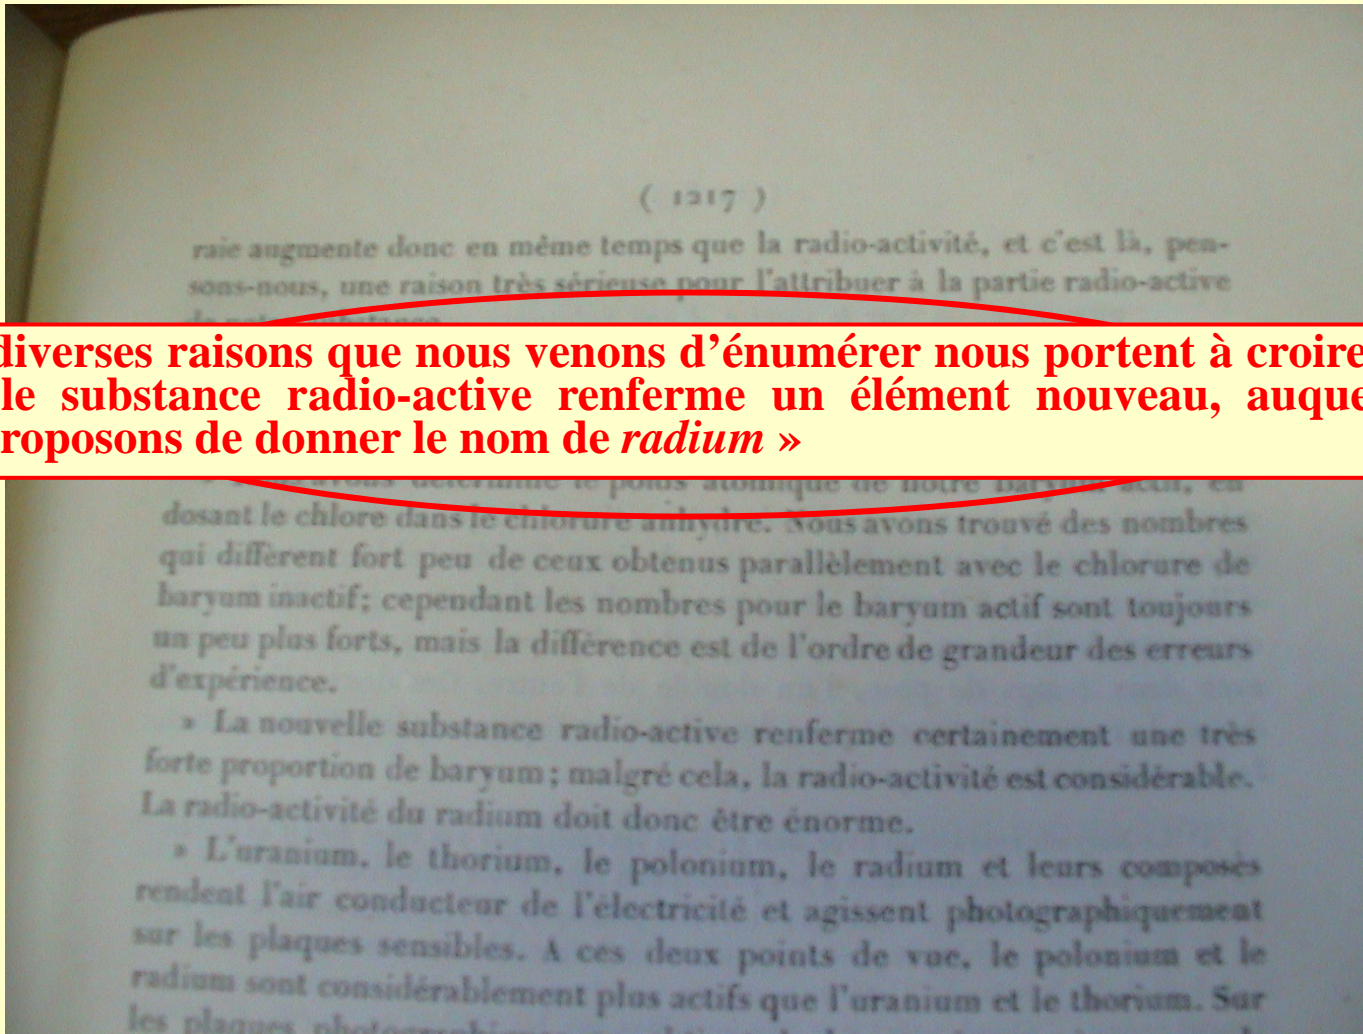 ( 1217 )
raie augmente donc en même temps que la radio-activité, et c'est là, pen-
sons-nous, une raison très sérieuse pour l'attribuer à la partie radio-active
diverses raisons que nous venons d'énumérer nous portent à croire
le substance radio-active renferme un élément nouveau, auque
roposons de donner le nom de radium »
dosant le chlore dans le chlorure anhydre. Nous avons trouvé des nombres
qui diffèrent fort peu de ceux obtenus parallèlement avec le chlorure de
baryum inactif; cependant les nombres pour le baryum actif sont toujours
un peu plus forts, mais la différence est de l'ordre de grandeur des erreurs
d'expérience.
» La nouvelle substance radio-active renferme certainement une très
forte proportion de baryum; malgré cela, la radio-activité est considérable.
La radio-activité du radium doit donc être énorme.
» L'uranium, le thorium, le polonium, le radium et leurs composés
rendent l'air conducteur de l'électricité et agissent photographiquement
sur les plaques sensibles. A ces deux points de vue, le polonium et le
radium sont considérablement plus actifs que l'uranium et le thorium. Sur
les plaques